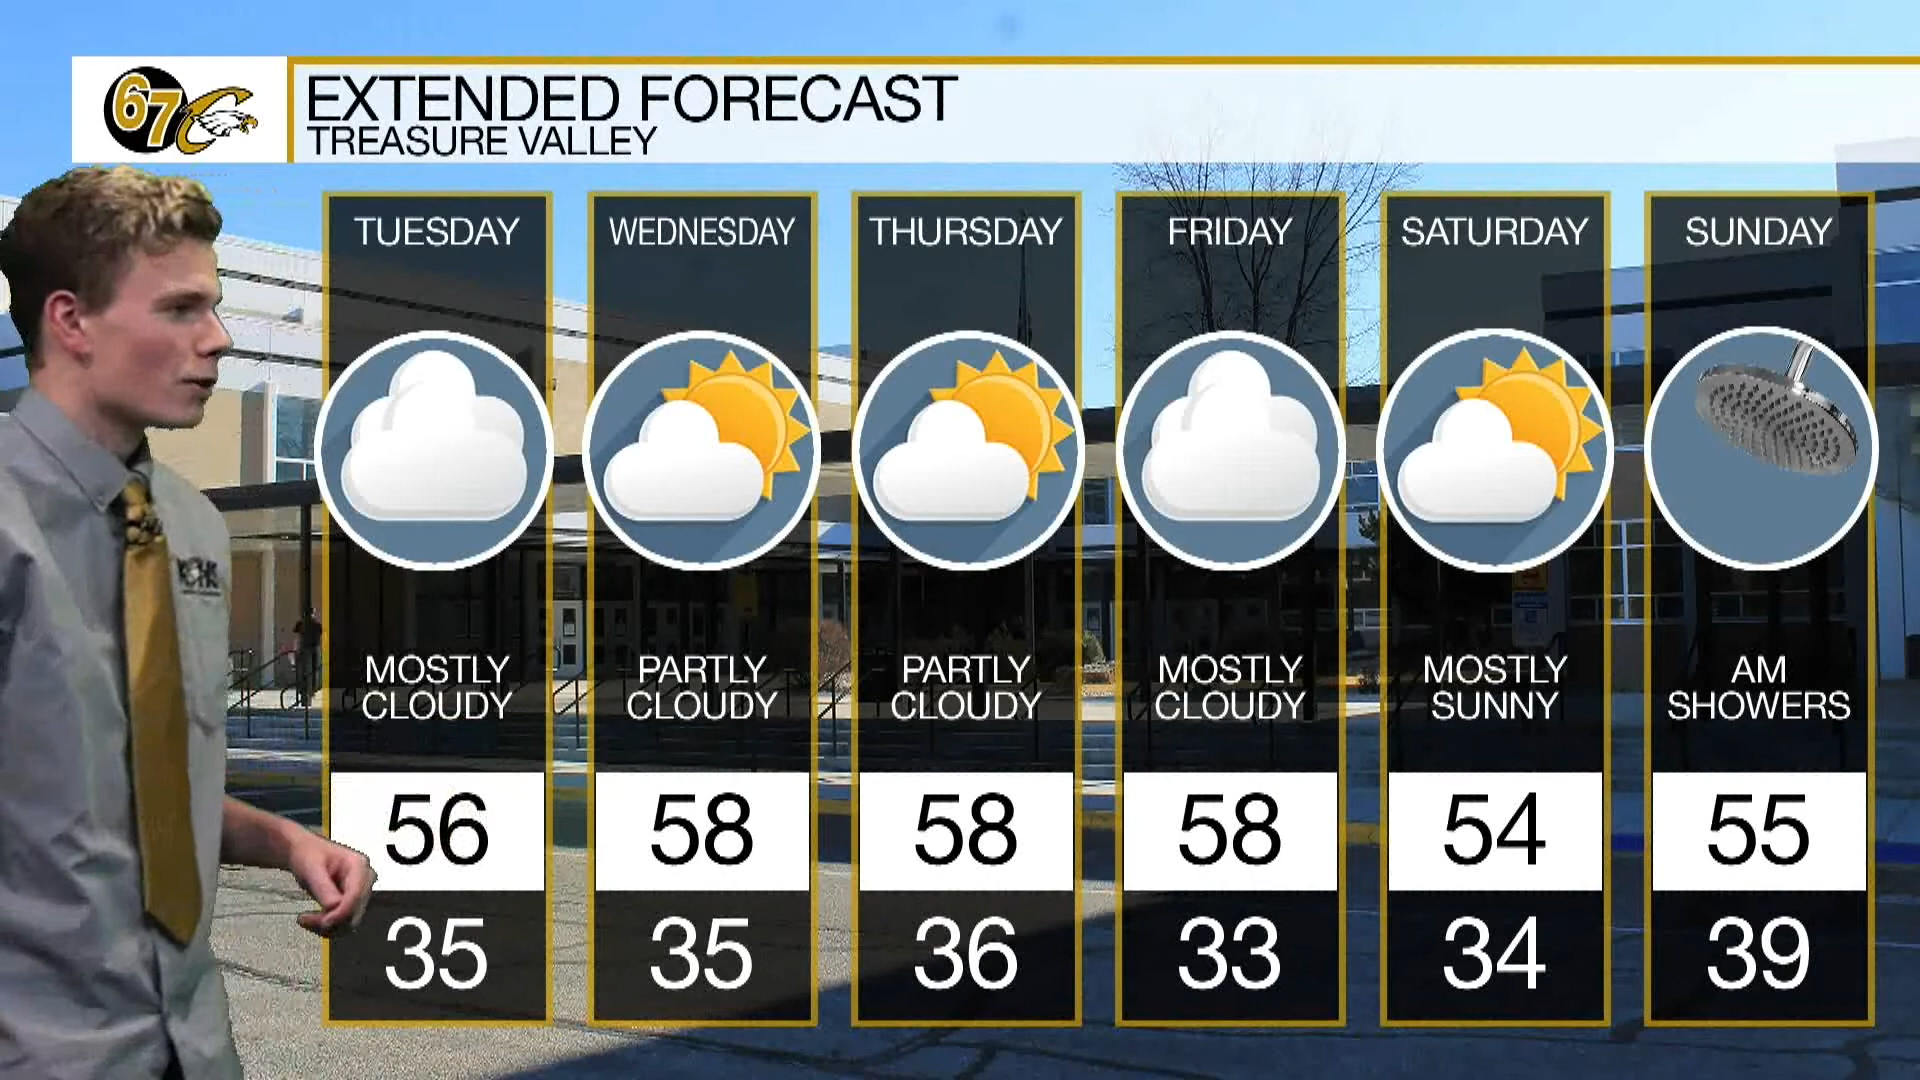 67C
EXTENDED FORECAST
TREASURE VALLEY
TUESDAY
MOSTLY
CLOUDY
56
35
WEDNESDAY
PARTLY
CLOUDY
58
35
THURSDAY
PARTLY
CLOUDY
58
36
FRIDAY
MOSTLY
CLOUDY
58
33
SATURDAY
MOSTLY
SUNNY
54
34
SUNDAY
AM
SHOWERS
55
39